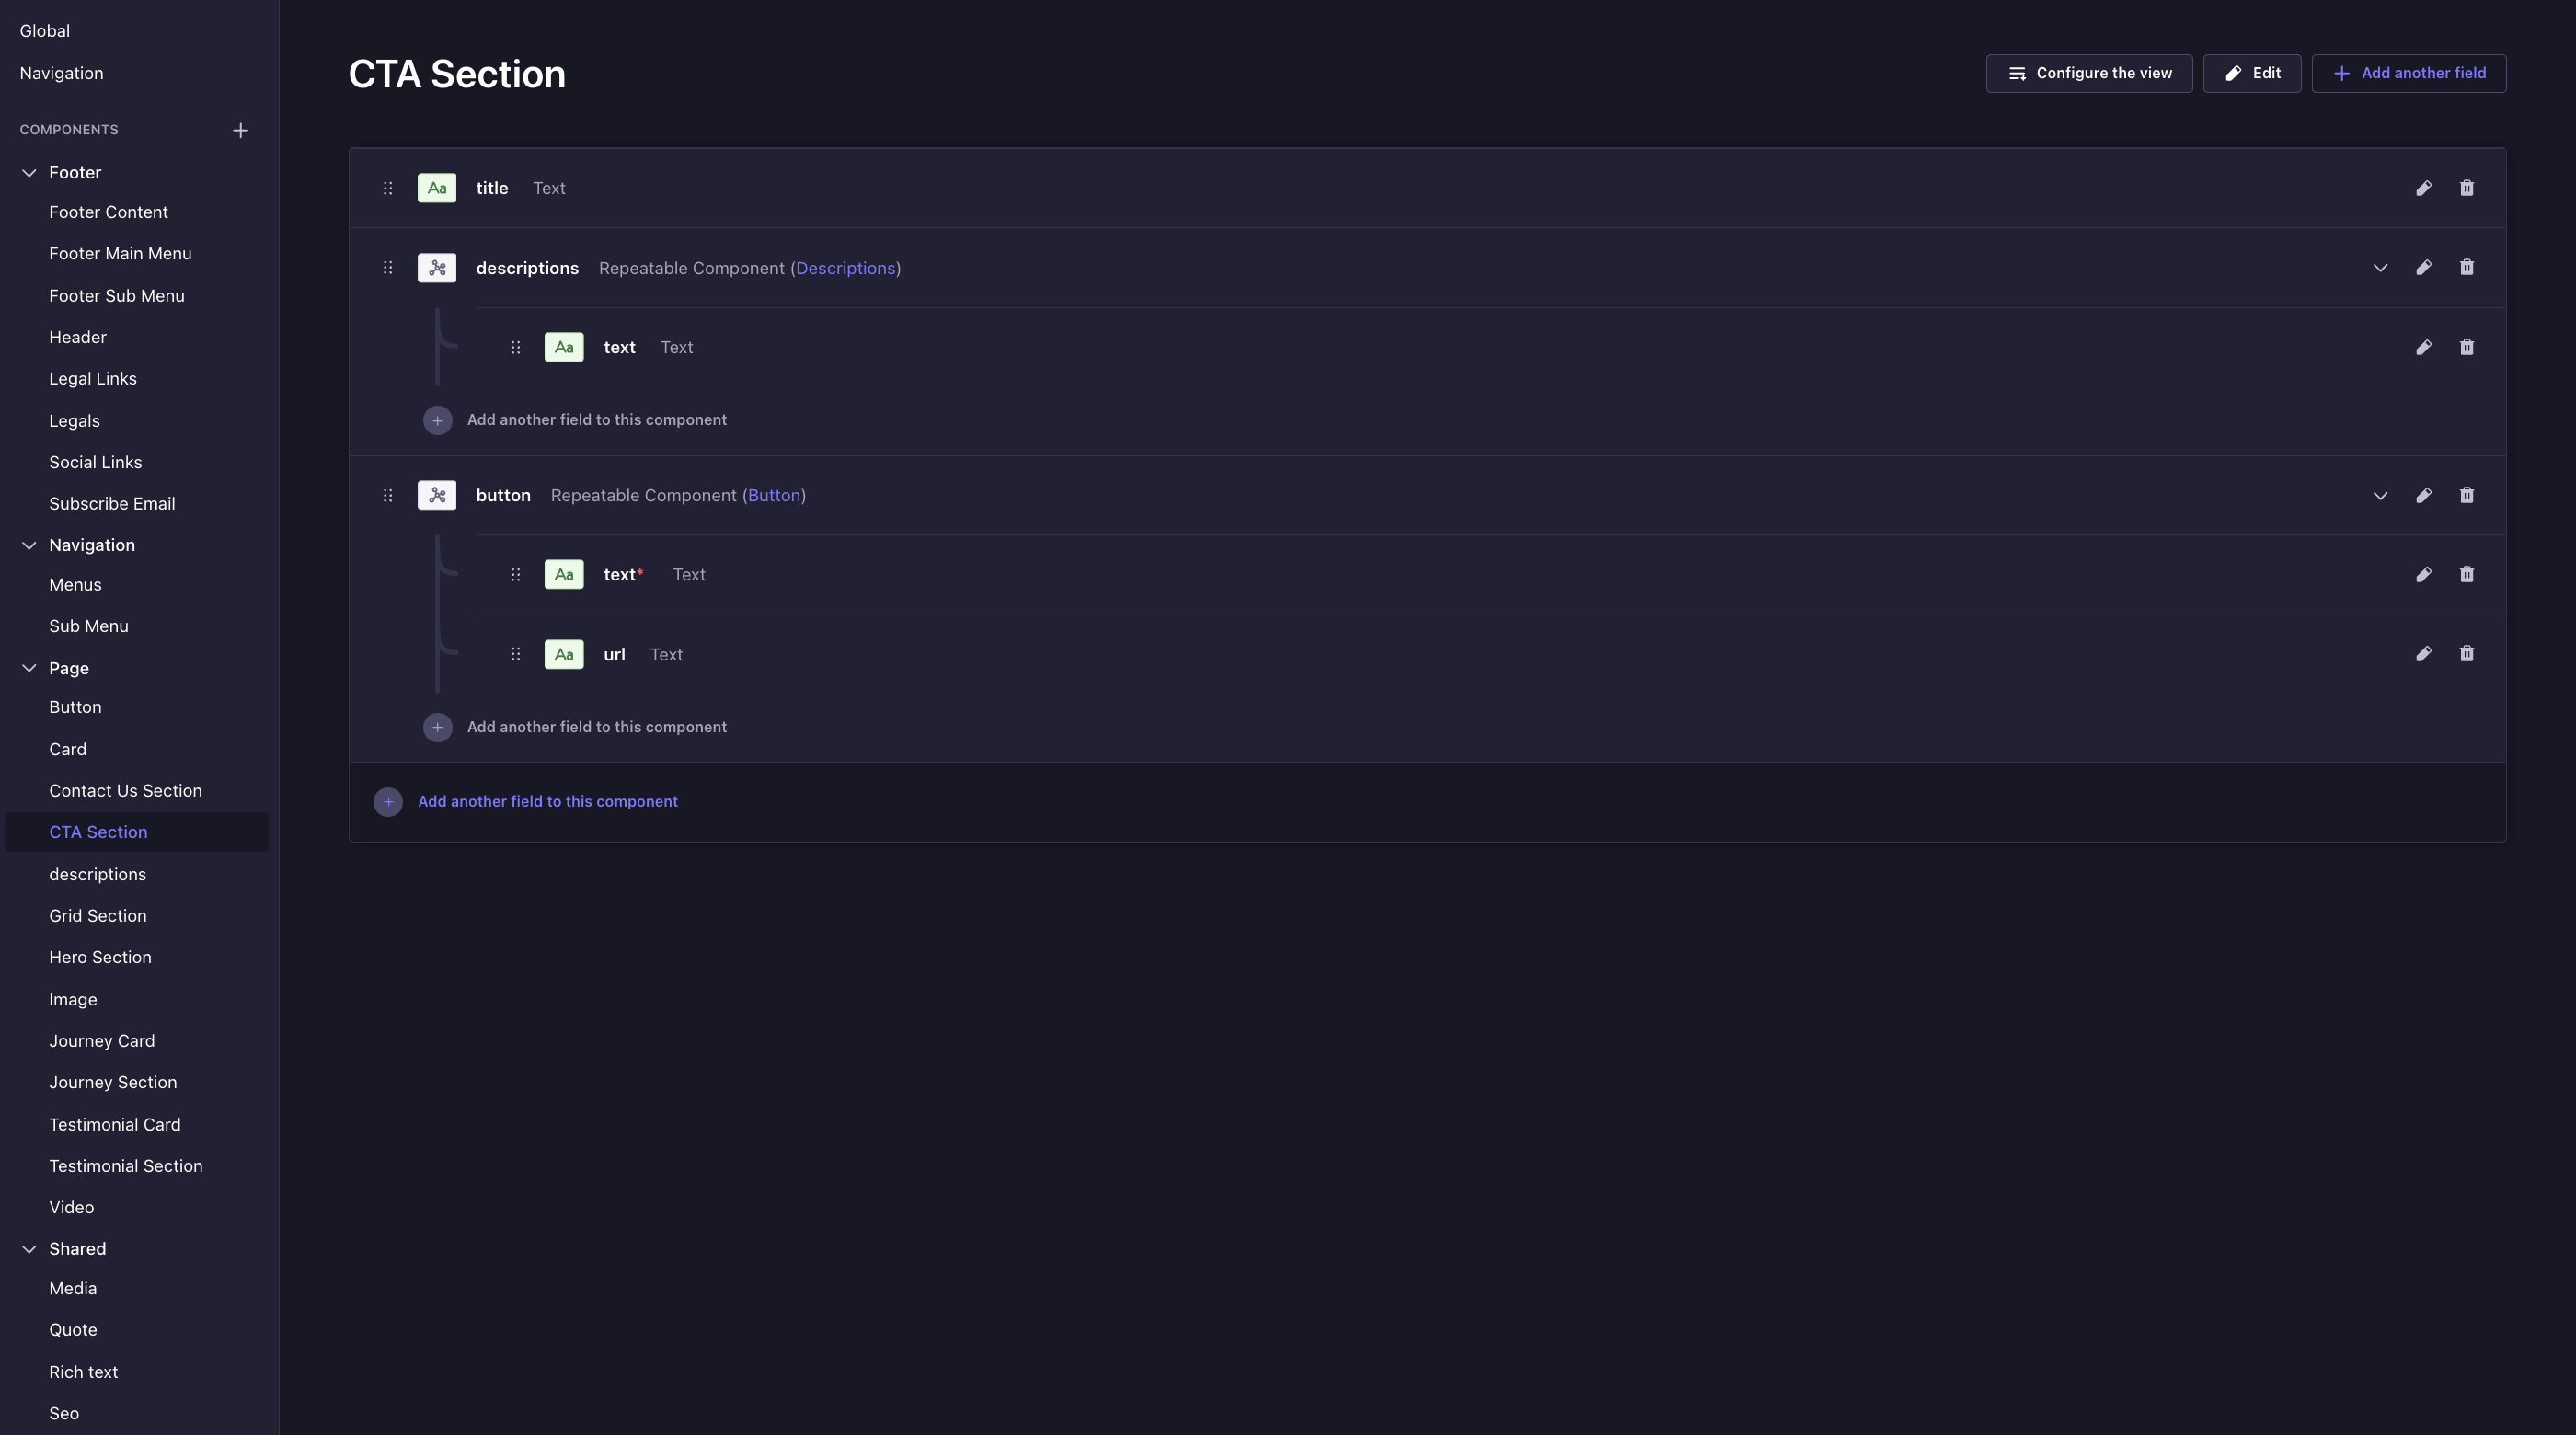 Global
Navigation
COMPONENTS
Footer
Footer Content
Footer Main Menu
Footer Sub Menu
Header
Legal Links
Legals
Social Links
Subscribe Email
Navigation
Menus
Sub Menu
Page
Button
Card
Contact Us Section
CTA Section
descriptions
Grid Section
Hero Section
Image
Journey Card
Journey Section
Testimonial Card
Testimonial Section
Video
Shared
Media
Quote
Rich text
Seo
CTA Section
Configure the view
Edit
Add another field
Aa title Text
descriptions Repeatable Component (Descriptions)
Aa text Text
Add another field to this component
button Repeatable Component (Button)
Aa text* Text
Aa url Text
Add another field to this component
Add another field to this component